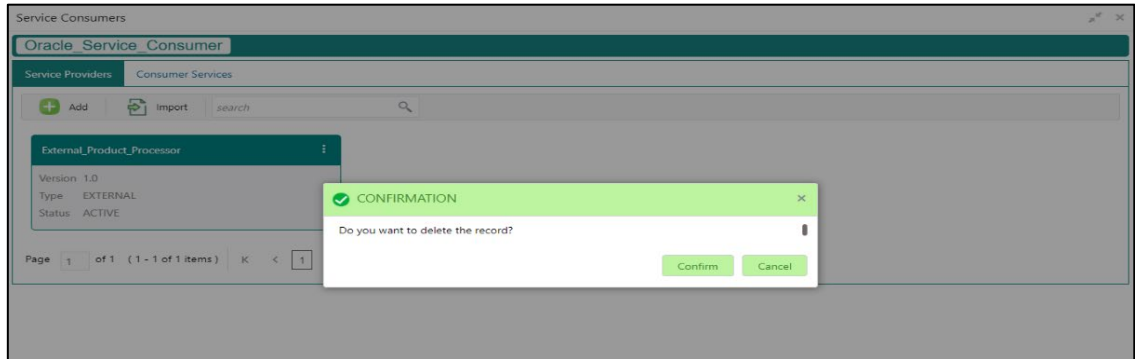 Service Consumers
Oracle_Service_Consumer
Service Providers Consumer Services
Add Import search
External_Product_Processor
Version 1.0
Type EXTERNAL
Status ACTIVE
CONFIRMATION
Do you want to delete the record?
Confirm Cancel
Page 1 of 1 ( 1 - 1 of 1 items ) K < 1